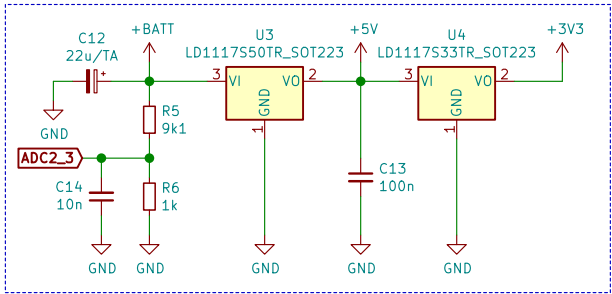 C12
22u/TA
+BATT
U3
LD1117S50TR_SOT223
+5V
U4
LD1117S33TR_SOT223
+3V3
3
VI
VO
2
GND
1
3
VI
VO
2
GND
1
GND
R5
9k1
ADC2_3
C14
10n
R6
1k
C13
100n
GND
GND
GND
GND
GND